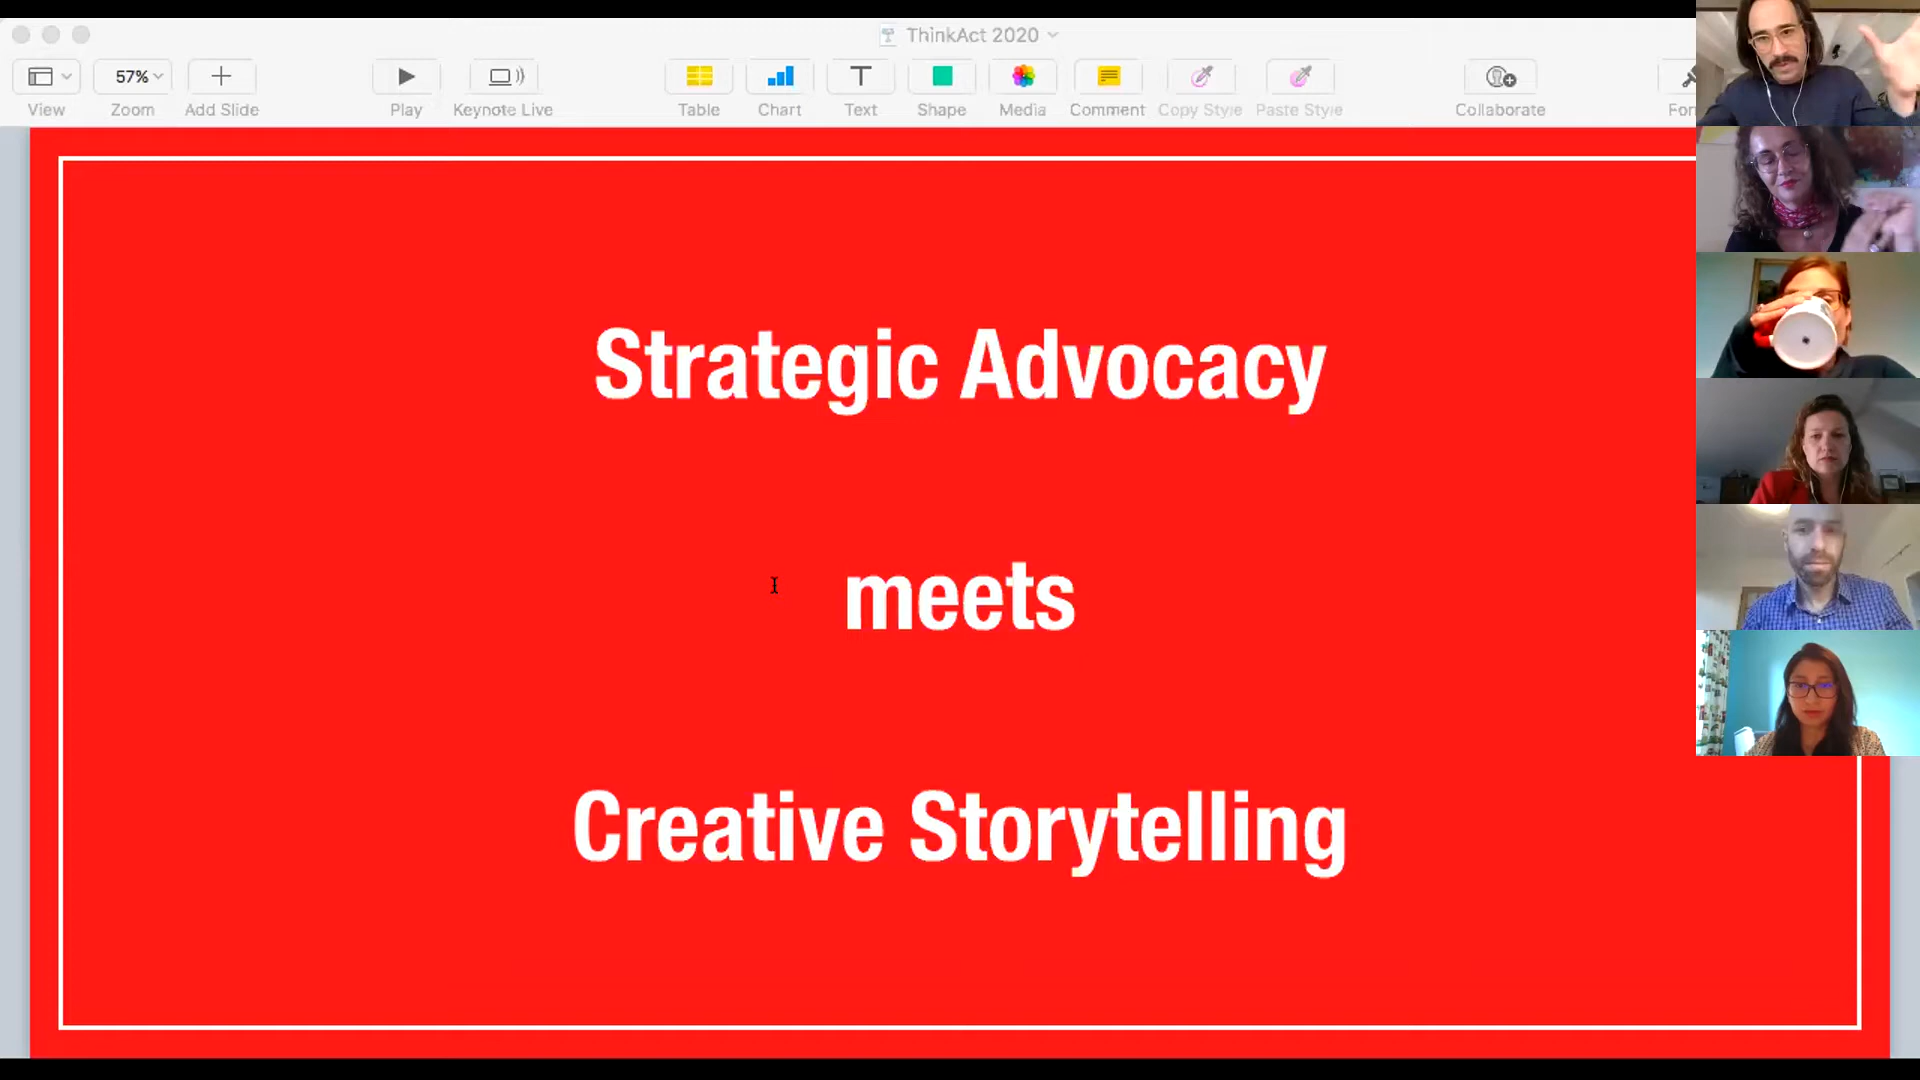 ThinkAct 2020
57%
View
Zoom
Add Slide
Play
Keynote Live
Table
Chart
Text
Shape
Media
Comment
Copy Style
Paste Style
Collaborate
For
Strategic Advocacy
meets
Creative Storytelling